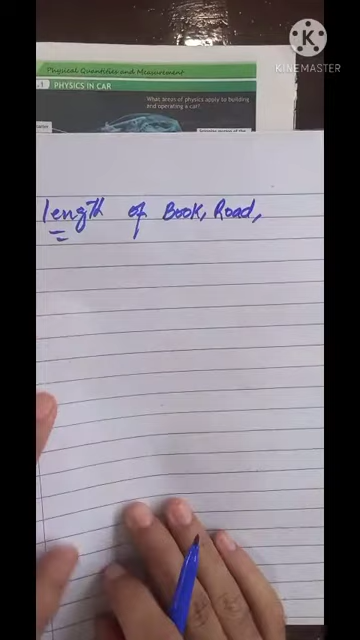 KINEMASTER
Physical Quantities and Measurement
.1 PHYSICS IN CAR
What areas of physics apply to building
and operating a car?
length of Book, Road,